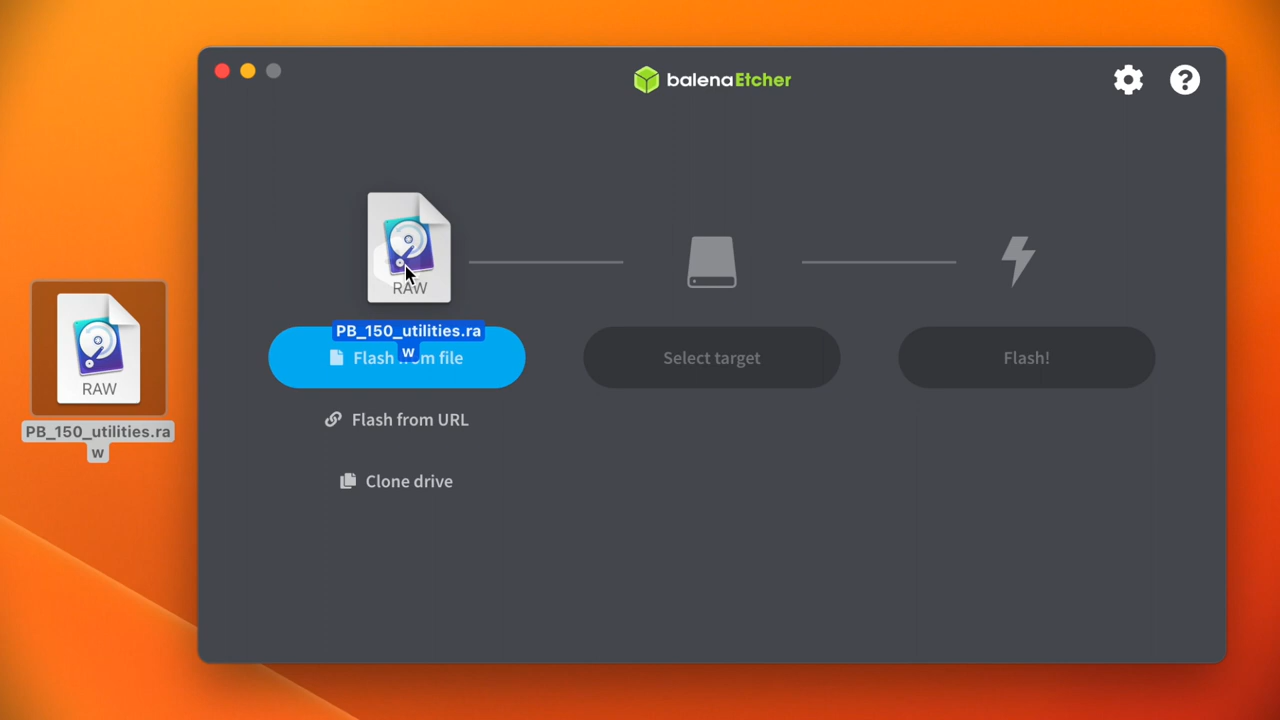 balenaEtcher
RAW
PB_150_utilities.ra
w
Flash from file
Select target
Flash!
Flash from URL
Clone drive
RAW
PB_150_utilities.ra
w